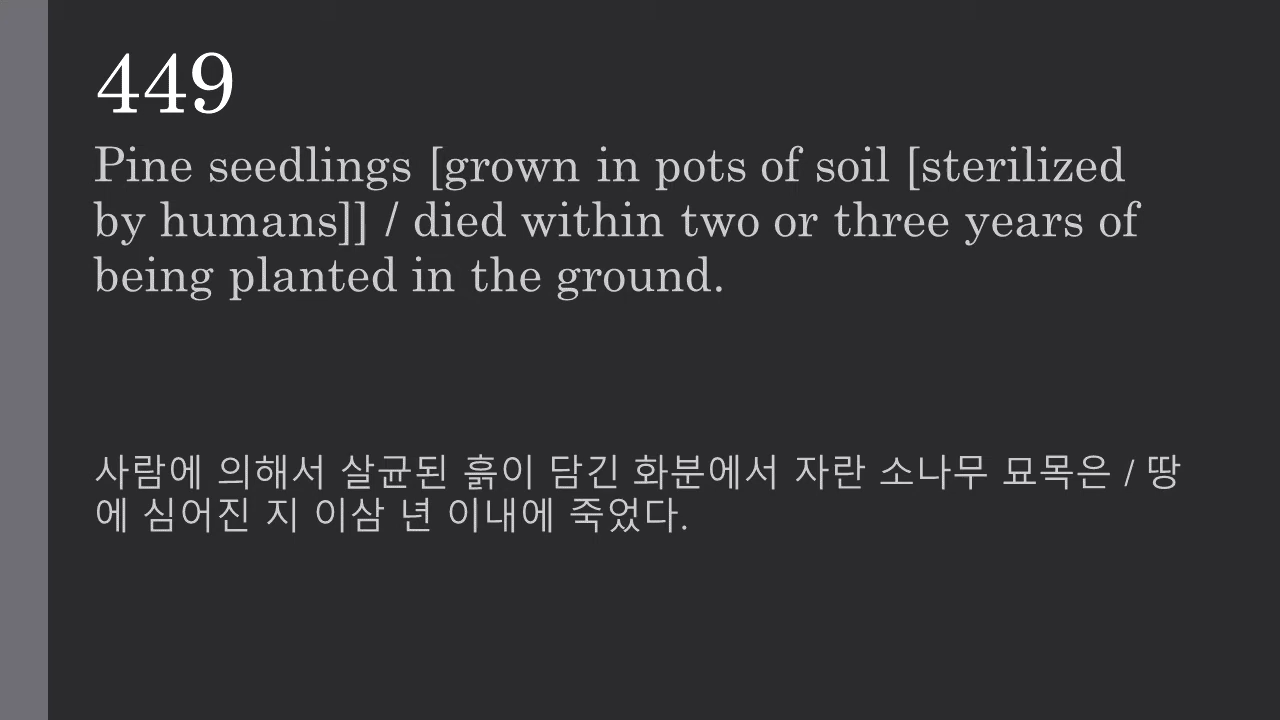 449
Pine seedlings [grown in pots of soil [sterilized
by humans]] / died within two or three years of
being planted in the ground.
사람에 의해서 살균된 흙이 담긴 화분에서 자란 소나무 묘목은 / 땅
에 심어진 지 이삼 년 이내에 죽었다.